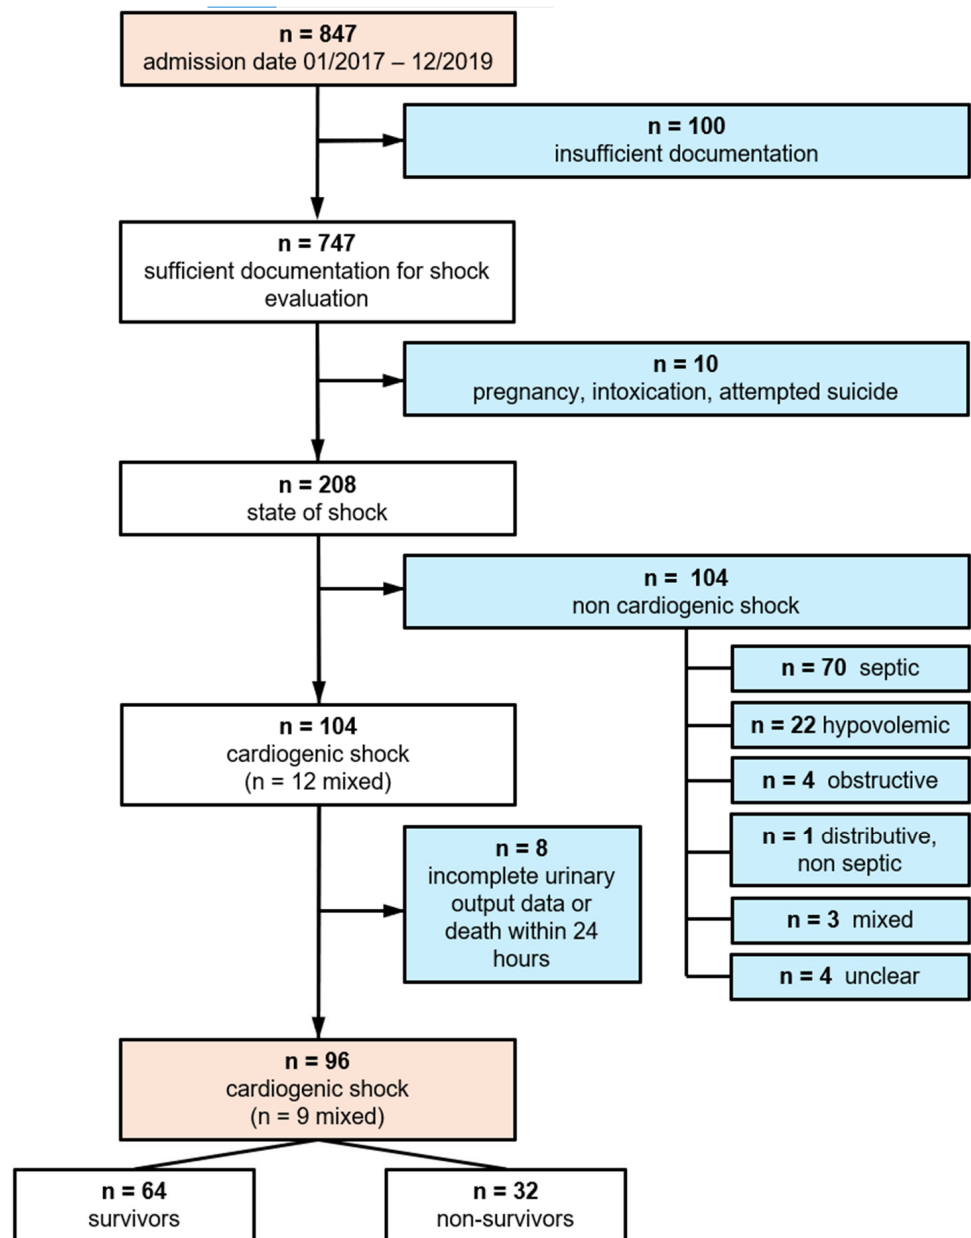 n = 847
admission date 01/2017 – 12/2019
n = 100
insufficient documentation
n = 747
sufficient documentation for shock
evaluation
n = 10
pregnancy, intoxication, attempted suicide
n = 208
state of shock
n = 104
non cardiogenic shock
n = 70 septic
n = 22 hypovolemic
n = 4 obstructive
n = 1 distributive,
non septic
n = 3 mixed
n = 4 unclear
n = 104
cardiogenic shock
(n = 12 mixed)
n = 8
incomplete urinary
output data or
death within 24
hours
n = 96
cardiogenic shock
(n = 9 mixed)
n = 64
survivors
n = 32
non-survivors